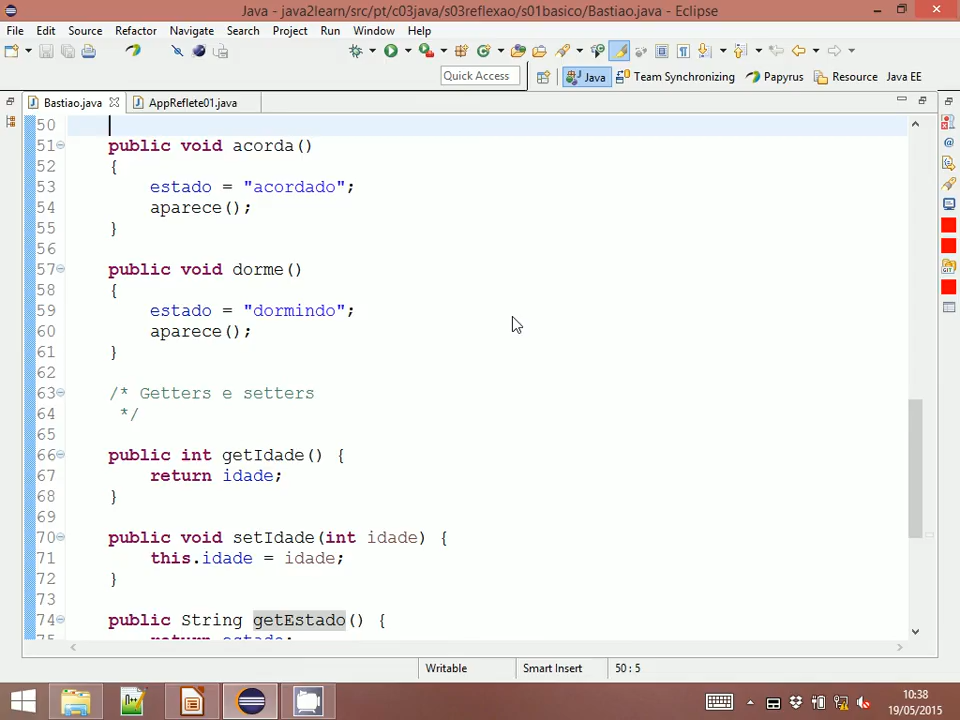 Java - java2learn/src/pt/c03java/s03reflexao/s01basico/Bastiao.java - Eclipse
File Edit Source Refactor Navigate Search Project Run Window Help
Quick Access
Java
Team Synchronizing
Papyrus
Resource
Java EE
Bastiao.java
AppReflete01.java
50
51 public void acorda()
52 {
53 estado = "acordado";
54 aparece();
55 }
56
57 public void dorme()
58 {
59 estado = "dormindo";
60 aparece();
61 }
62
63 /* Getters e setters
64 */
65
66 public int getIdade() {
67 return idade;
68 }
69
70 public void setIdade(int idade) {
71 this.idade = idade;
72 }
73
74 public String getEstado() {
75 return estado;
Writable
Smart Insert
50 : 5
10:38
19/05/2015